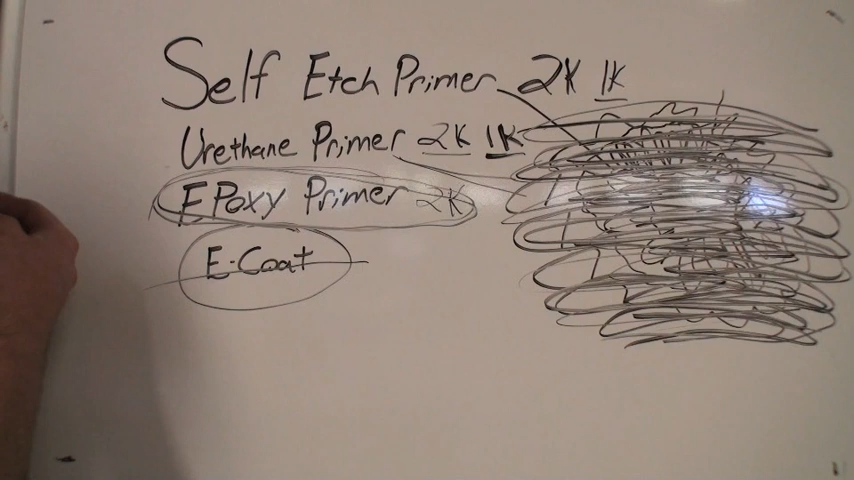 Self Etch Primer 2K 1K
Urethane Primer 2K 1K
EPoxy Primer 2K
E-Coat